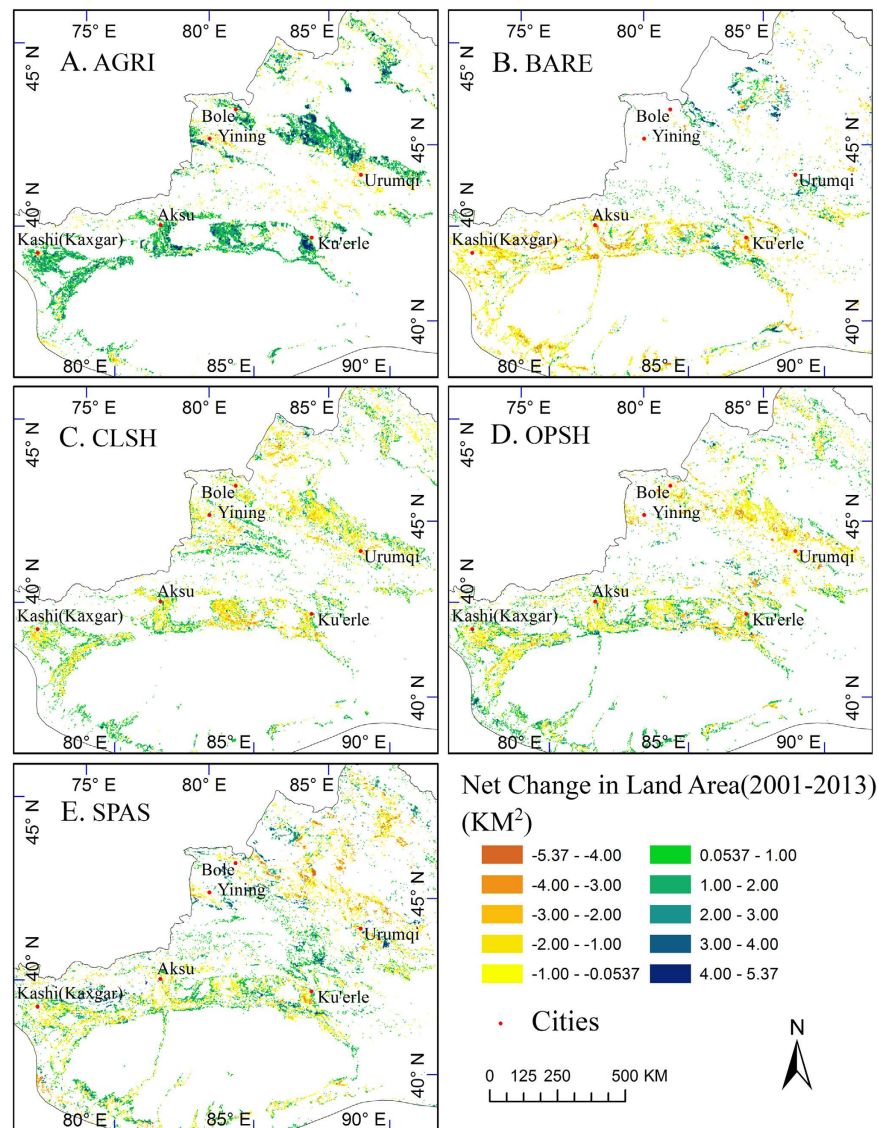 75° E 80° E 85° E
A. AGRI
45° N
Bole
Yining
45° N
Urumqi
40° N
Aksu
Kashi(Kaxgar)
Ku'erle
40° N
80° E 85° E 90° E
75° E 80° E 85° E
B. BARE
45° N
Bole
Yining
45° N
Urumqi
40° N
Aksu
Kashi(Kaxgar)
Ku'erle
40° N
80° E 85° E 90° E
75° E 80° E 85° E
C. CLSH
45° N
Bole
Yining
45° N
Urumqi
40° N
Aksu
Kashi(Kaxgar)
Ku'erle
40° N
80° E 85° E 90° E
75° E 80° E 85° E
D. OPSH
45° N
Bole
Yining
45° N
Urumqi
40° N
Aksu
Kashi(Kaxgar)
Ku'erle
40° N
80° E 85° E 90° E
75° E 80° E 85° E
E. SPAS
45° N
Bole
Yining
45° N
Urumqi
40° N
Aksu
Kashi(Kaxgar)
Ku'erle
40° N
80° E 85° E 90° E
Net Change in Land Area(2001-2013)
(KM²)
-5.37 - -4.00 0.0537 - 1.00
-4.00 - -3.00 1.00 - 2.00
-3.00 - -2.00 2.00 - 3.00
-2.00 - -1.00 3.00 - 4.00
-1.00 - -0.0537 4.00 - 5.37
Cities
N
0 125 250 500 KM